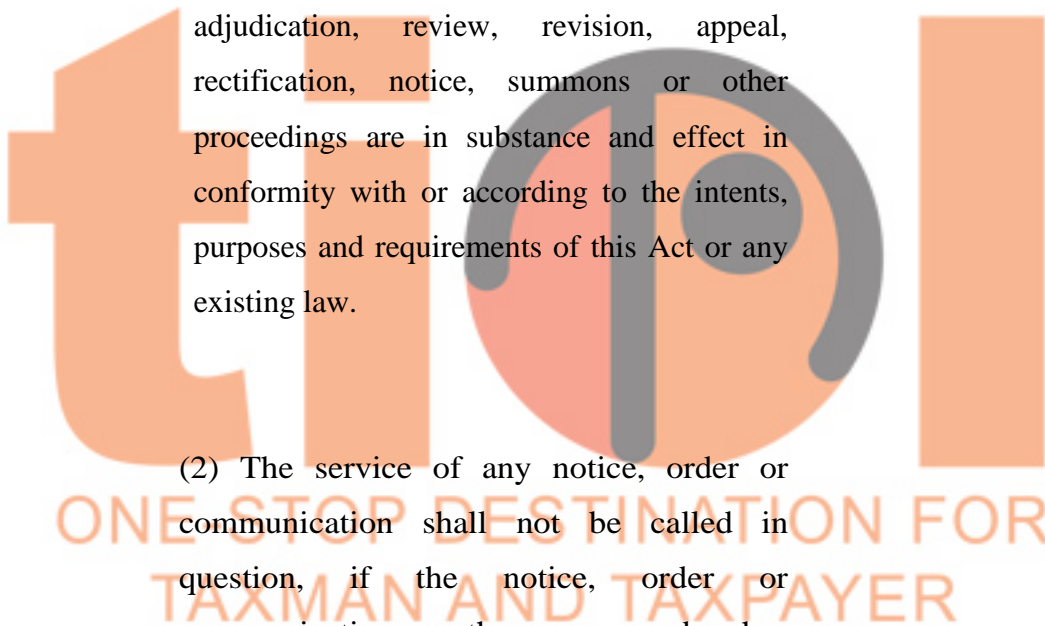 adjudication, review, revision, appeal,
rectification, notice, summons or other
proceedings are in substance and effect in
conformity with or according to the intents,
purposes and requirements of this Act or any
existing law.
(2) The service of any notice, order or
communication shall not be called in
question, if the notice, order or
tiol
ONE STOP DESTINATION FOR
TAXMAN AND TAXPAYER